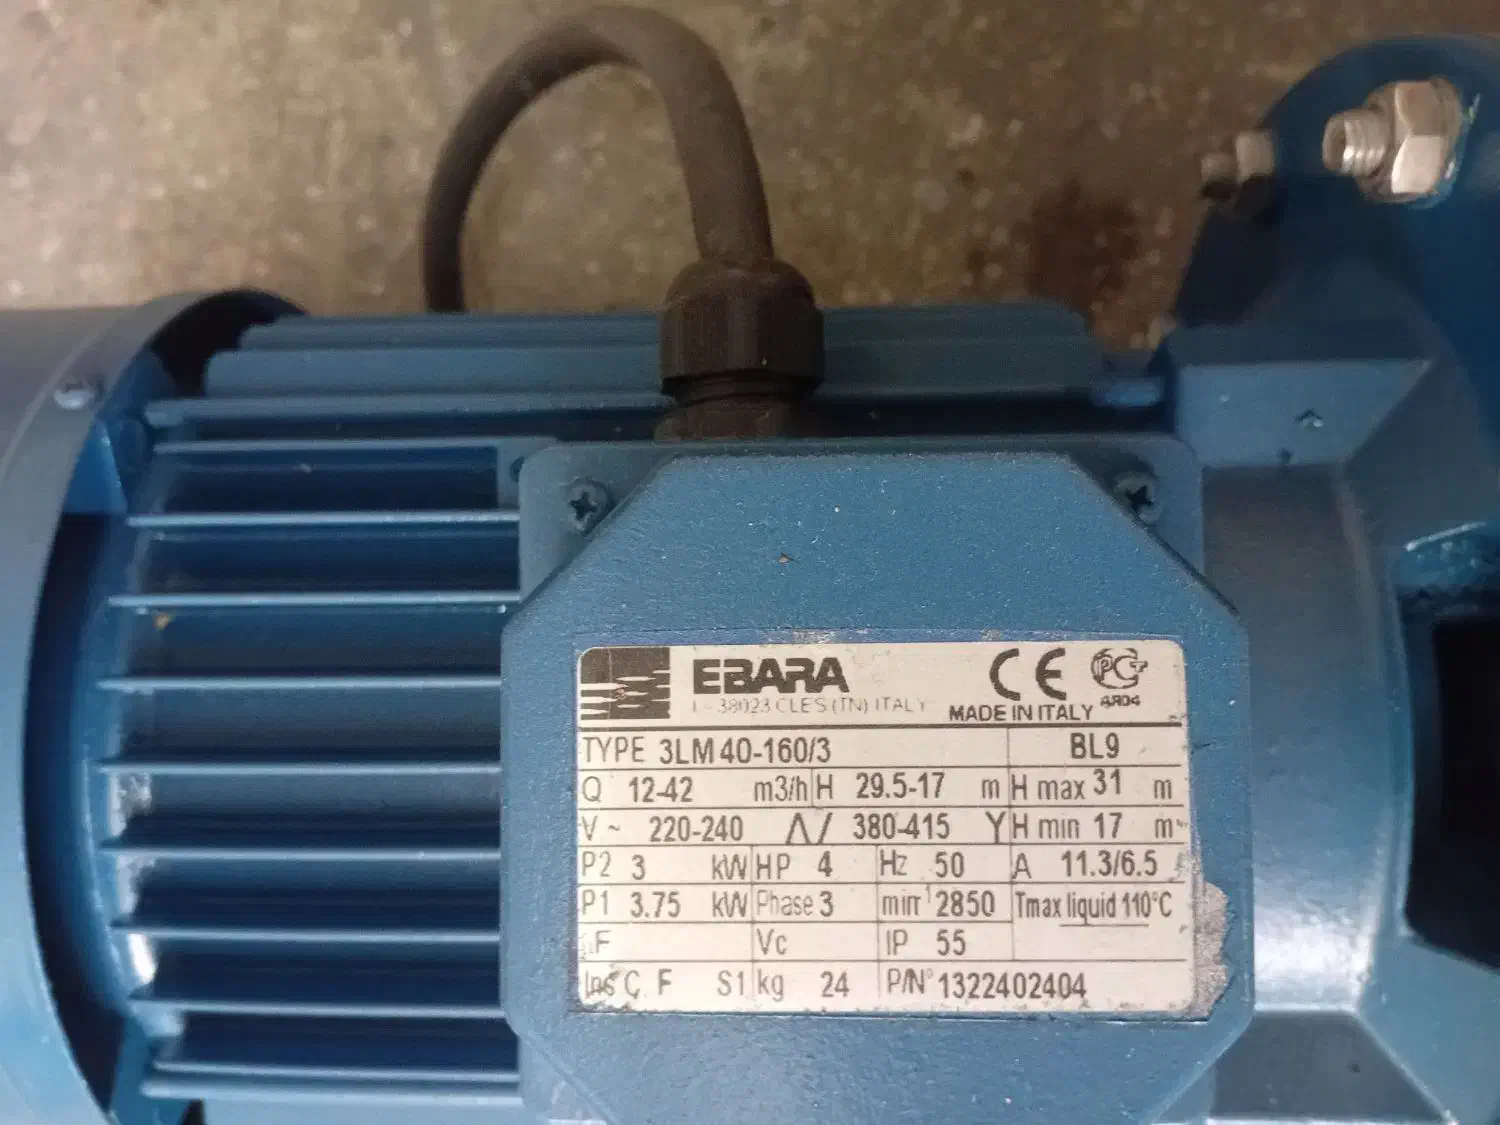 EBARA
I - 38023 CLES (TN) ITALY
MADE IN ITALY
CE
PCT
4Я04
TYPE 3LM 40-160/3 BL9
Q 12-42 m3/h H 29.5-17 m H max 31 m
V ~ 220-240 Δ/ 380-415 Y H min 17 m
P2 3 kW HP 4 Hz 50 A 11.3/6.5
P1 3.75 kW Phase 3 min-1 2850 Tmax liquid 110°C
F Vc IP 55
Ins C. F S1 kg 24 P/N° 1322402404